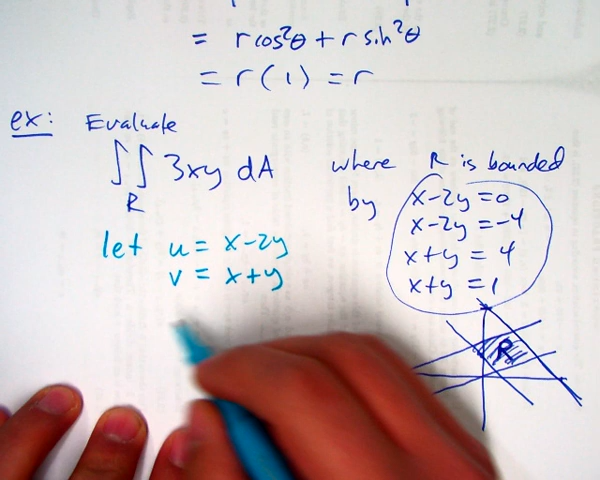 = r cos²θ + r sin²θ
= r (1) = r
ex: Evaluate
∬ 3xy dA where R is bounded
R
by x-2y=0
x-2y=-4
x+y = 4
x+y = 1
let u = x-2y
v = x+y
R